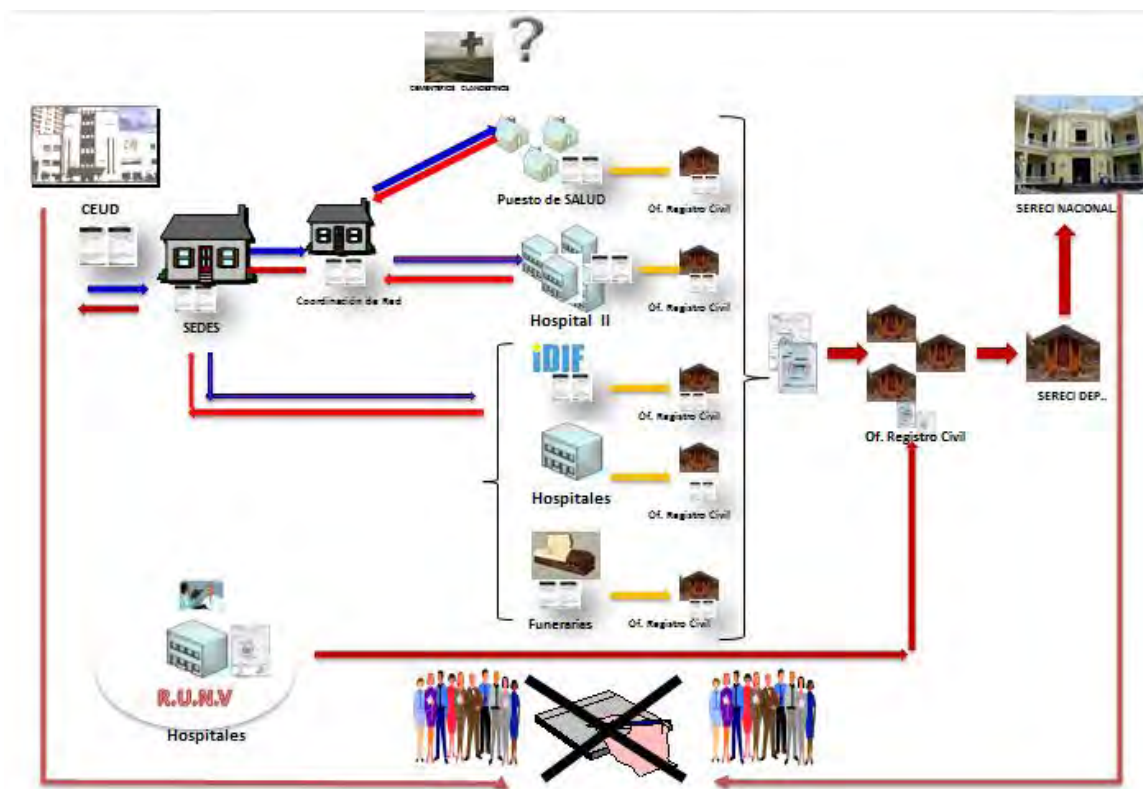 ?
CEMENTERIOS CLANDESTINOS
CEUD
Puesto de SALUD
Of. Registro Civil
SERECI NACIONAL
SEDES
Coordinación de Red
Hospital II
Of. Registro Civil
iDIF
Of. Registro Civil
SERECI DEP..
Of. Registro Civil
Hospitales
Of. Registro Civil
Funerarias
Of. Registro Civil
R.U.N.V
Hospitales